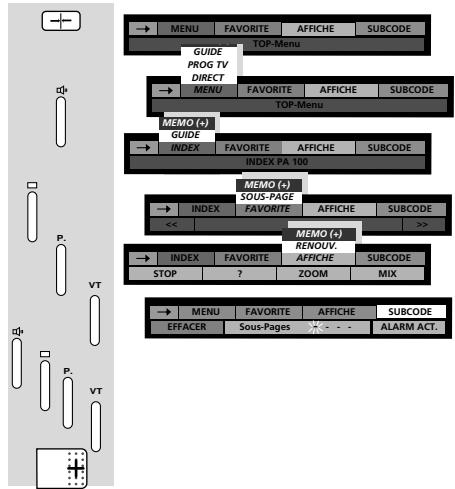 → MENU FAVORITE AFFICHE SUBCODE
TOP-Menu
GUIDE
PROG TV
DIRECT
→ MENU FAVORITE AFFICHE SUBCODE
TOP-Menu
MEMO (+)
GUIDE
→ INDEX FAVORITE AFFICHE SUBCODE
INDEX PA 100
MEMO (+)
SOUS-PAGE
→ INDEX FAVORITE AFFICHE SUBCODE
<< >>
MEMO (+)
RENOUV.
→ INDEX FAVORITE AFFICHE SUBCODE
STOP ? ZOOM MIX
→ MENU FAVORITE AFFICHE SUBCODE
EFFACER Sous-Pages - - - - ALARM ACT.
P.
VT
P.
VT